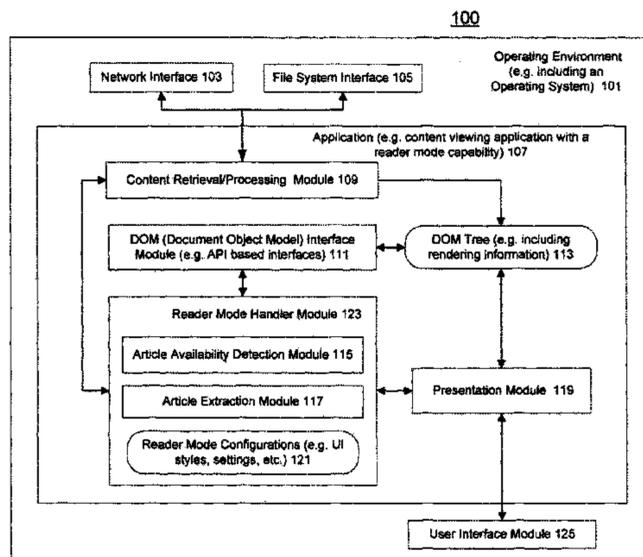 100
Operating Environment
(e.g. including an
Operating System) 101
Network Interface 103
File System Interface 105
Application (e.g. content viewing application with a
reader mode capability) 107
Content Retrieval/Processing Module 109
DOM (Document Object Model) Interface
Module (e.g. API based interfaces) 111
DOM Tree (e.g. including
rendering information) 113
Reader Mode Handler Module 123
Article Availability Detection Module 115
Article Extraction Module 117
Presentation Module 119
Reader Mode Configurations (e.g. UI
styles, settings, etc.) 121
User Interface Module 125